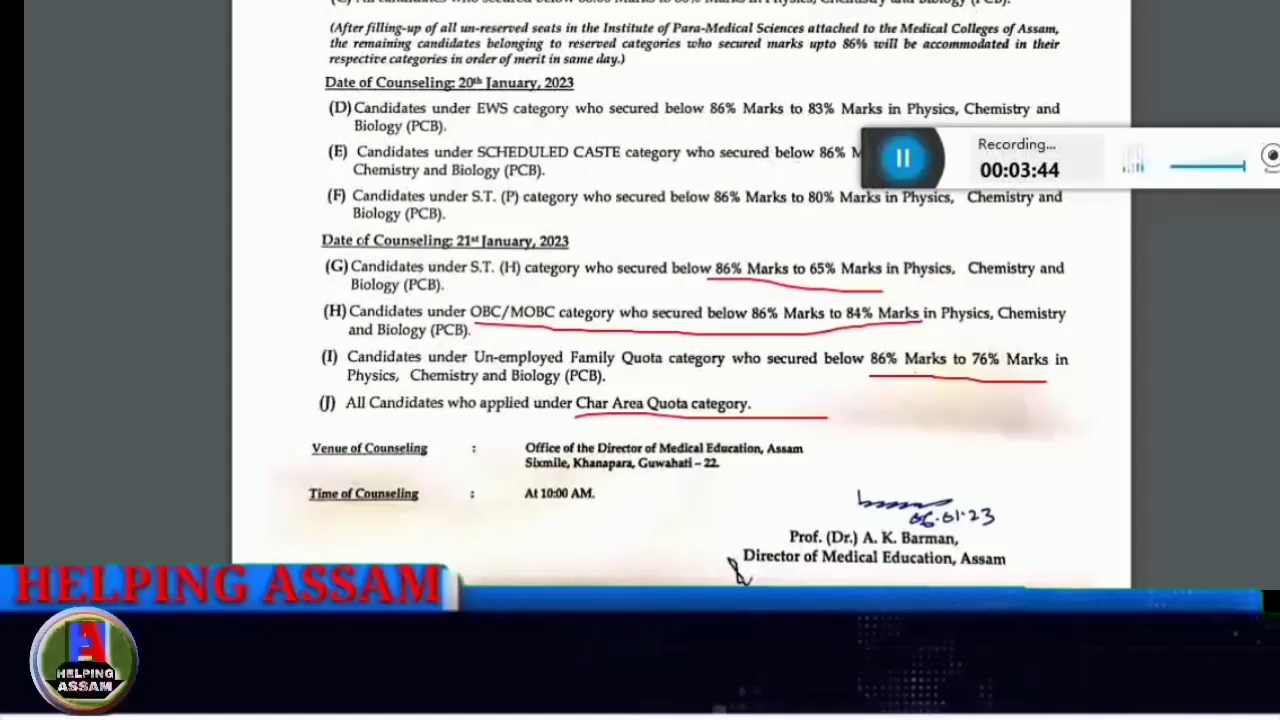 (After filling-up of all un-reserved seats in the Institute of Para-Medical Sciences attached to the Medical Colleges of Assam,
the remaining candidates belonging to reserved categories who secured marks upto 86% will be accommodated in their
respective categories in order of merit in same day.)
Date of Counseling: 20th January, 2023
(D) Candidates under EWS category who secured below 86% Marks to 83% Marks in Physics, Chemistry and
Biology (PCB).
(E) Candidates under SCHEDULED CASTE category who secured below 86% M
Chemistry and Biology (PCB).
(F) Candidates under S.T. (P) category who secured below 86% Marks to 80% Marks in Physics, Chemistry and
Biology (PCB).
Recording...
00:03:44
Date of Counseling: 21st January, 2023
(G) Candidates under S.T. (H) category who secured below 86% Marks to 65% Marks in Physics, Chemistry and
Biology (PCB).
(H) Candidates under OBC/MOBC category who secured below 86% Marks to 84% Marks in Physics, Chemistry
and Biology (PCB).
(I) Candidates under Un-employed Family Quota category who secured below 86% Marks to 76% Marks in
Physics, Chemistry and Biology (PCB).
(J) All Candidates who applied under Char Area Quota category.
Venue of Counseling : Office of the Director of Medical Education, Assam
Sixmile, Khanapara, Guwahati – 22.
Time of Counseling : At 10:00 AM.
06.01.23
Prof. (Dr.) A. K. Barman,
Director of Medical Education, Assam
HELPING ASSAM
HELPING
ASSAM